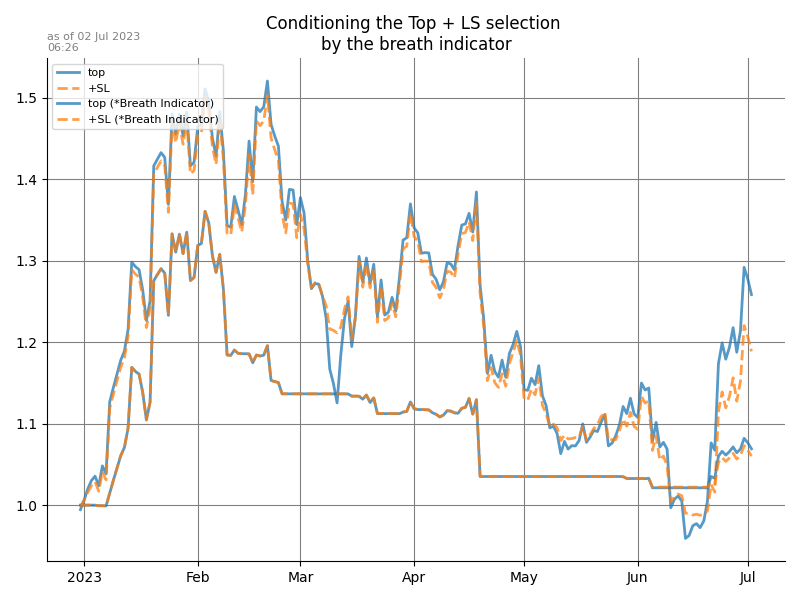 Conditioning the Top + LS selection
by the breath indicator
as of 02 Jul 2023
06:26
top
+SL
top (*Breath Indicator)
+SL (*Breath Indicator)
1.5
1.4
1.3
1.2
1.1
1.0
2023 Feb Mar Apr May Jun Jul